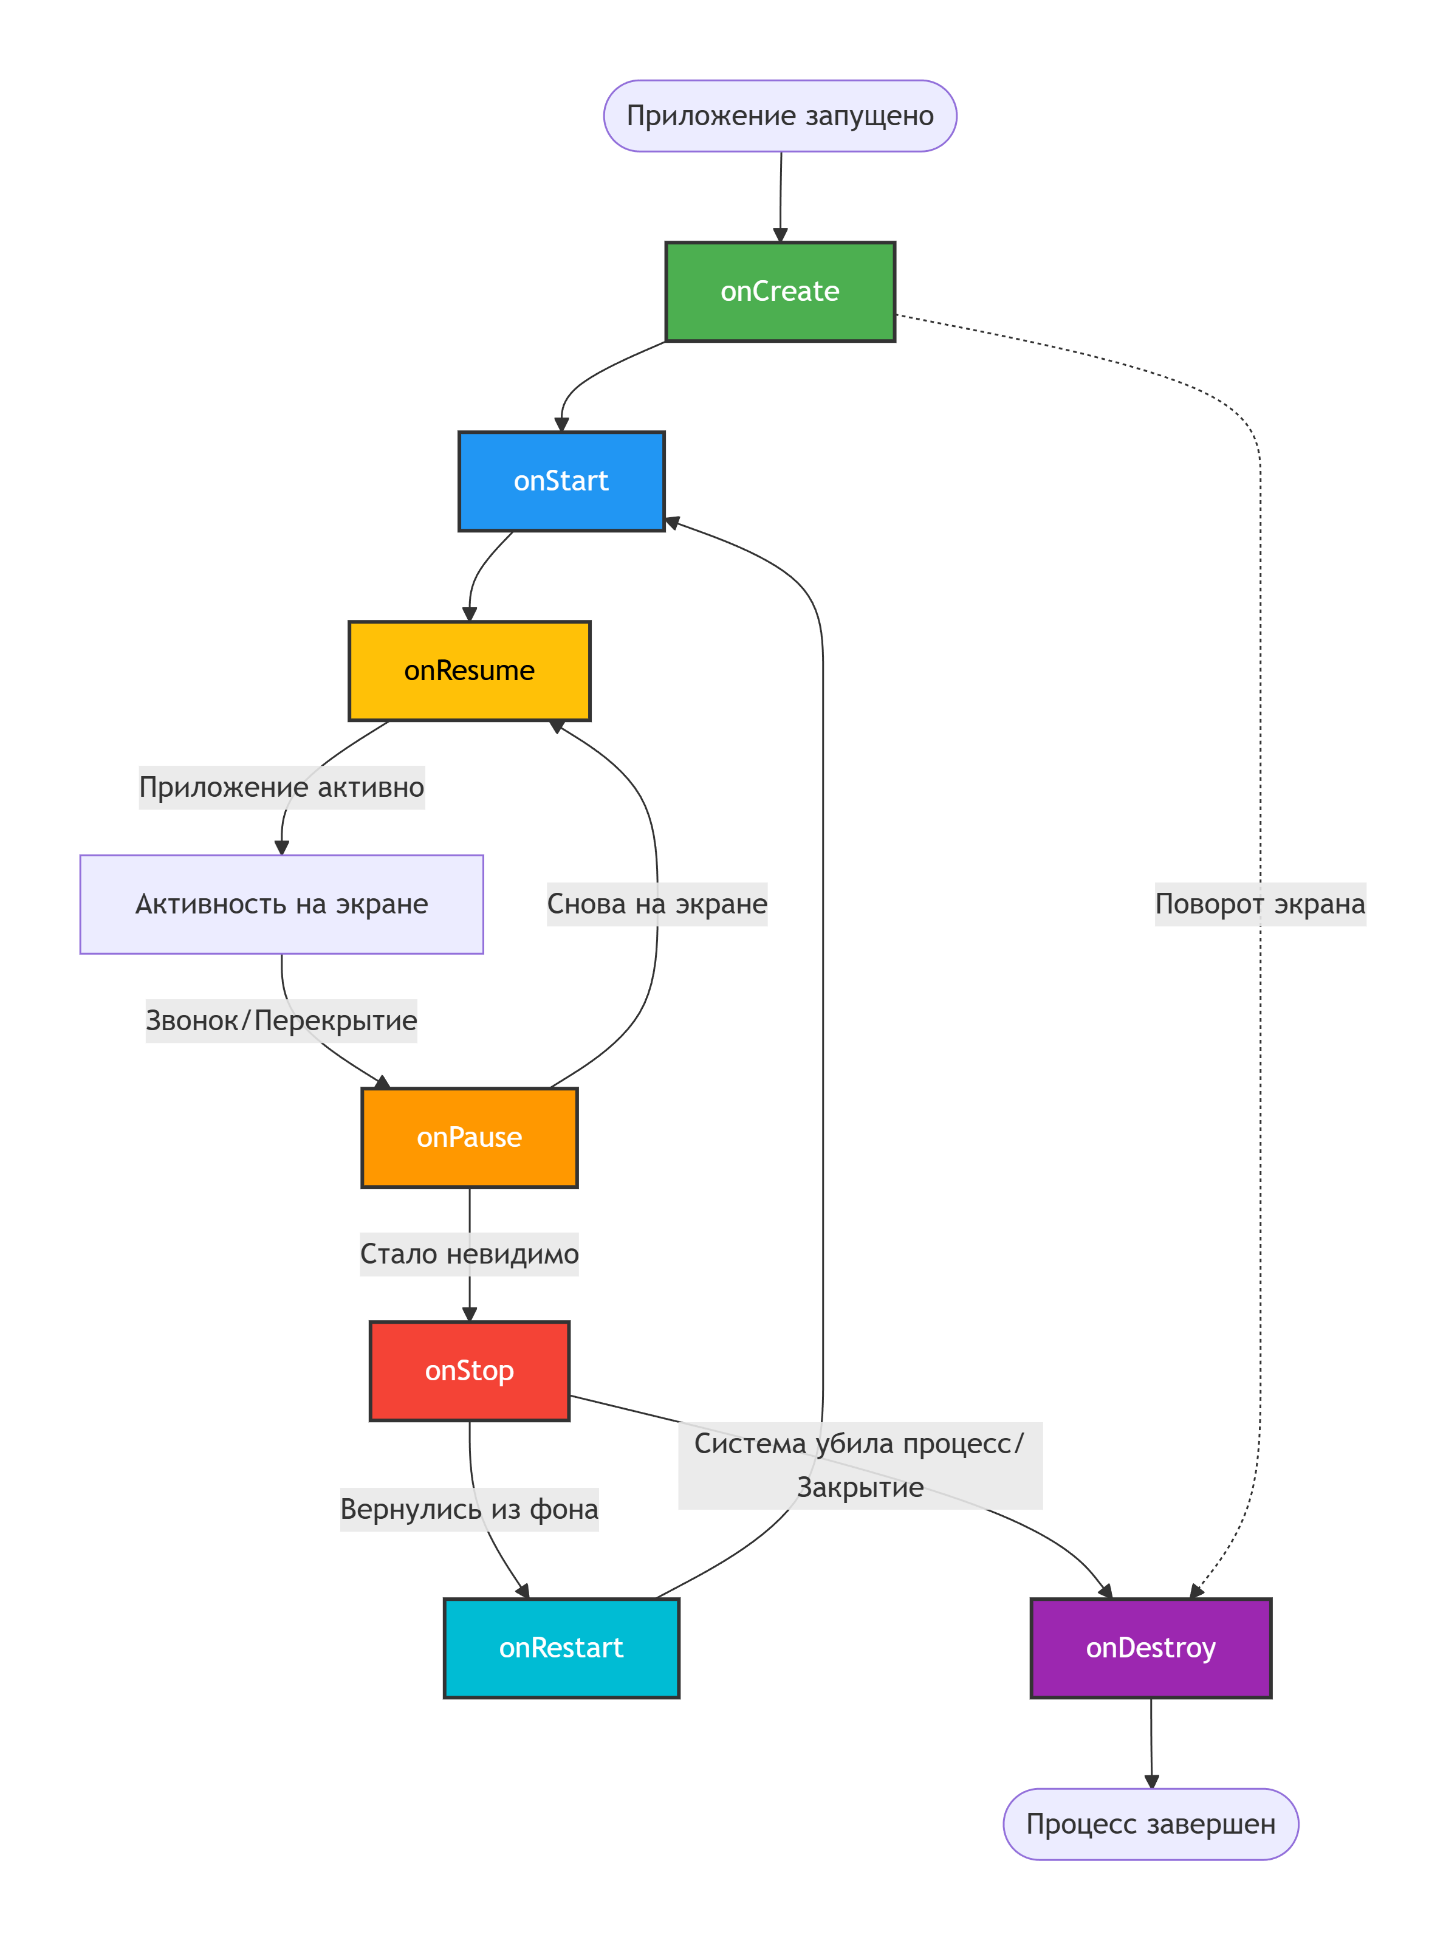 Приложение запущено
onCreate
onStart
onResume
Приложение активно
Активность на экране
Снова на экране
Поворот экрана
Звонок/Перекрытие
onPause
Стало невидимо
onStop
Система убила процесс/
Закрытие
Вернулись из фона
onRestart
onDestroy
Процесс завершен